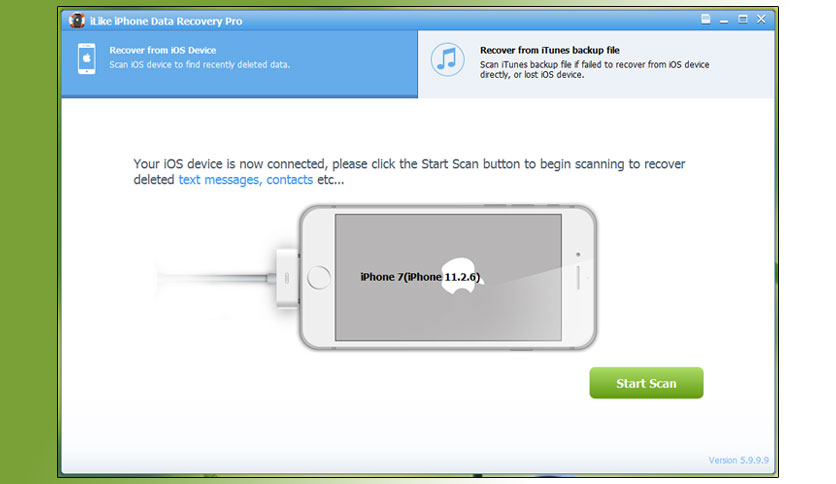 iLike iPhone Data Recovery Pro
Recover from iOS Device
Scan iOS device to find recently deleted data.
Recover from iTunes backup file
Scan iTunes backup file if failed to recover from iOS device
directly, or lost iOS device.
Your iOS device is now connected, please click the Start Scan button to begin scanning to recover
deleted text messages, contacts etc...
iPhone 7(iPhone 11.2.6)
Start Scan
Version 5.9.9.9